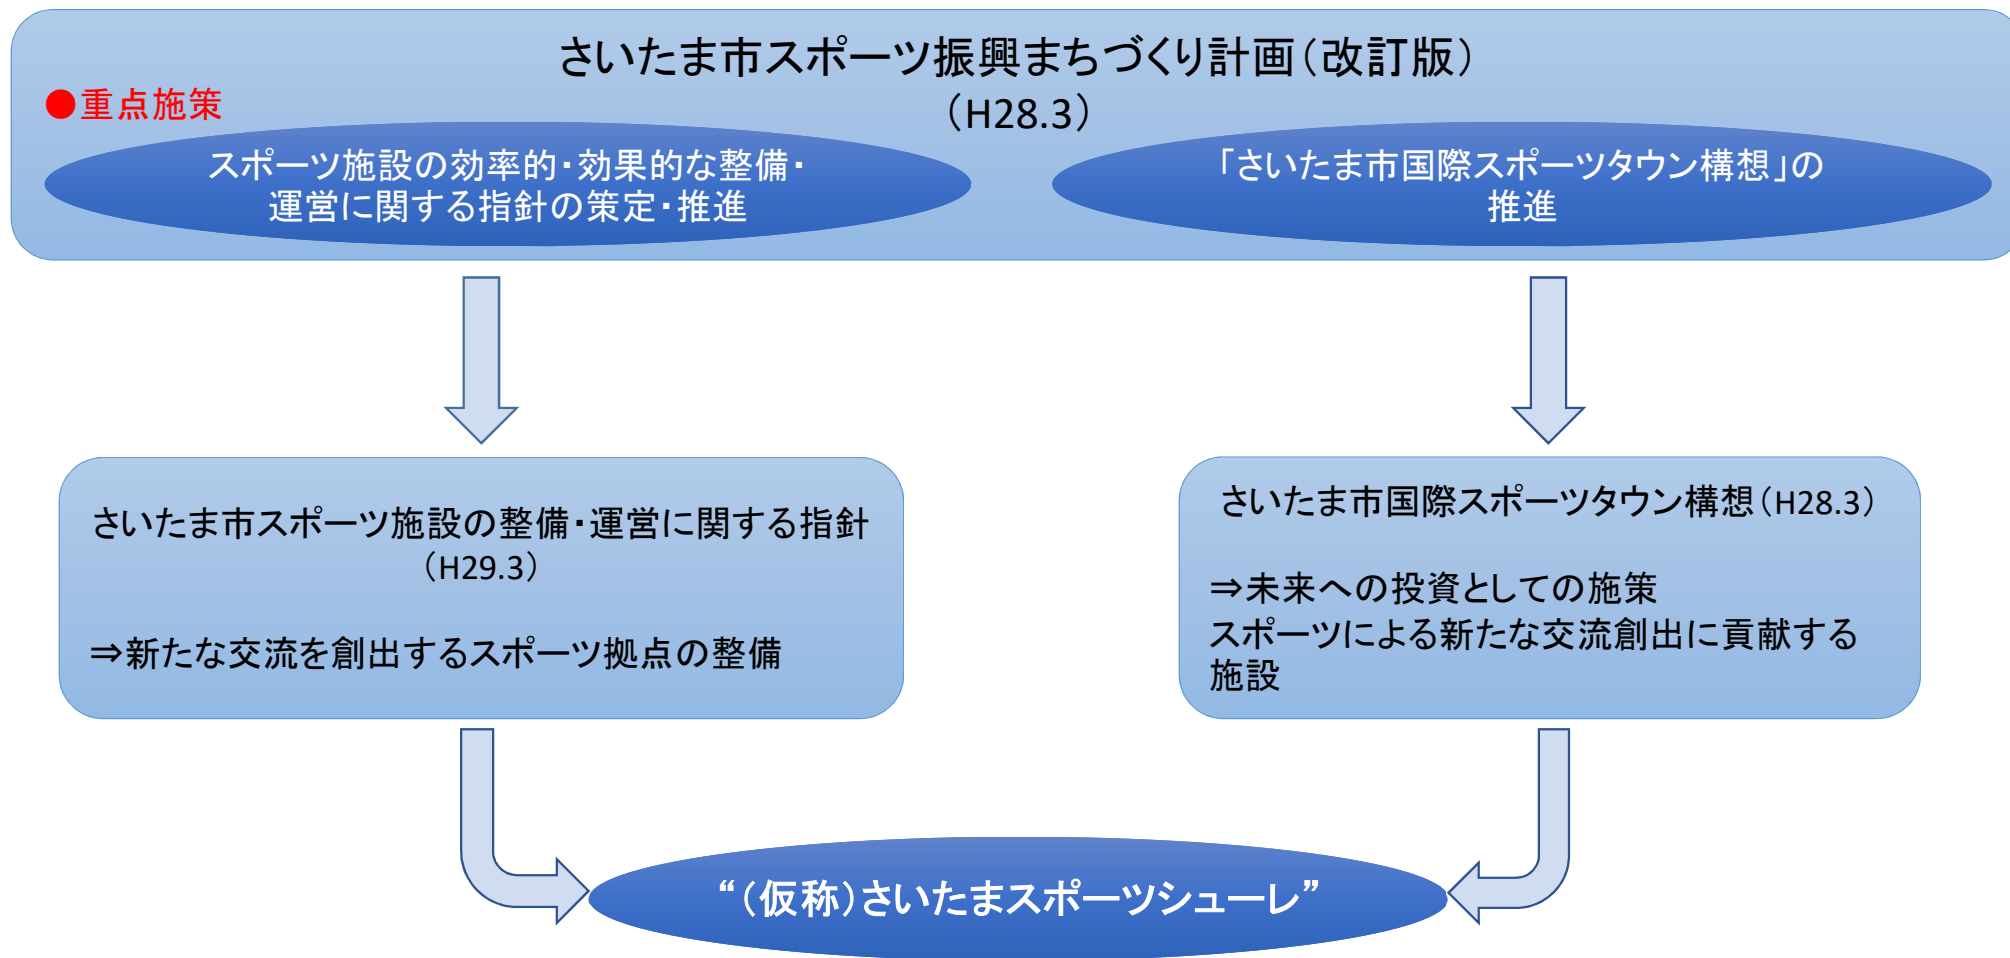 さいたま市スポーツ振興まちづくり計画（改訂版）
（H28.3）
●重点施策
スポーツ施設の効率的・効果的な整備・
運営に関する指針の策定・推進
「さいたま市国際スポーツタウン構想」の
推進
さいたま市スポーツ施設の整備・運営に関する指針
（H29.3）
⇒新たな交流を創出するスポーツ拠点の整備
さいたま市国際スポーツタウン構想（H28.3）
⇒未来への投資としての施策
スポーツによる新たな交流創出に貢献する
施設
“（仮称）さいたまスポーツシューレ”